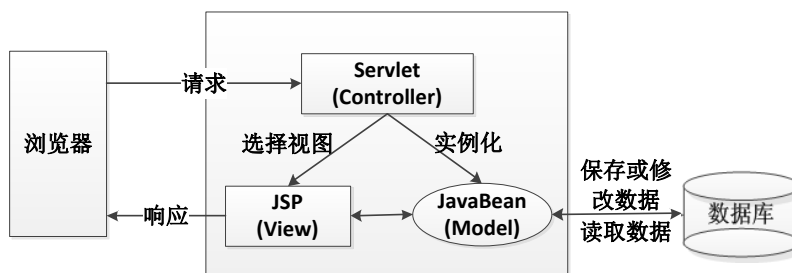 浏览器
请求
Servlet
(Controller)
选择视图
实例化
响应
JSP
(View)
JavaBean
(Model)
保存或修
改数据
读取数据
数据库